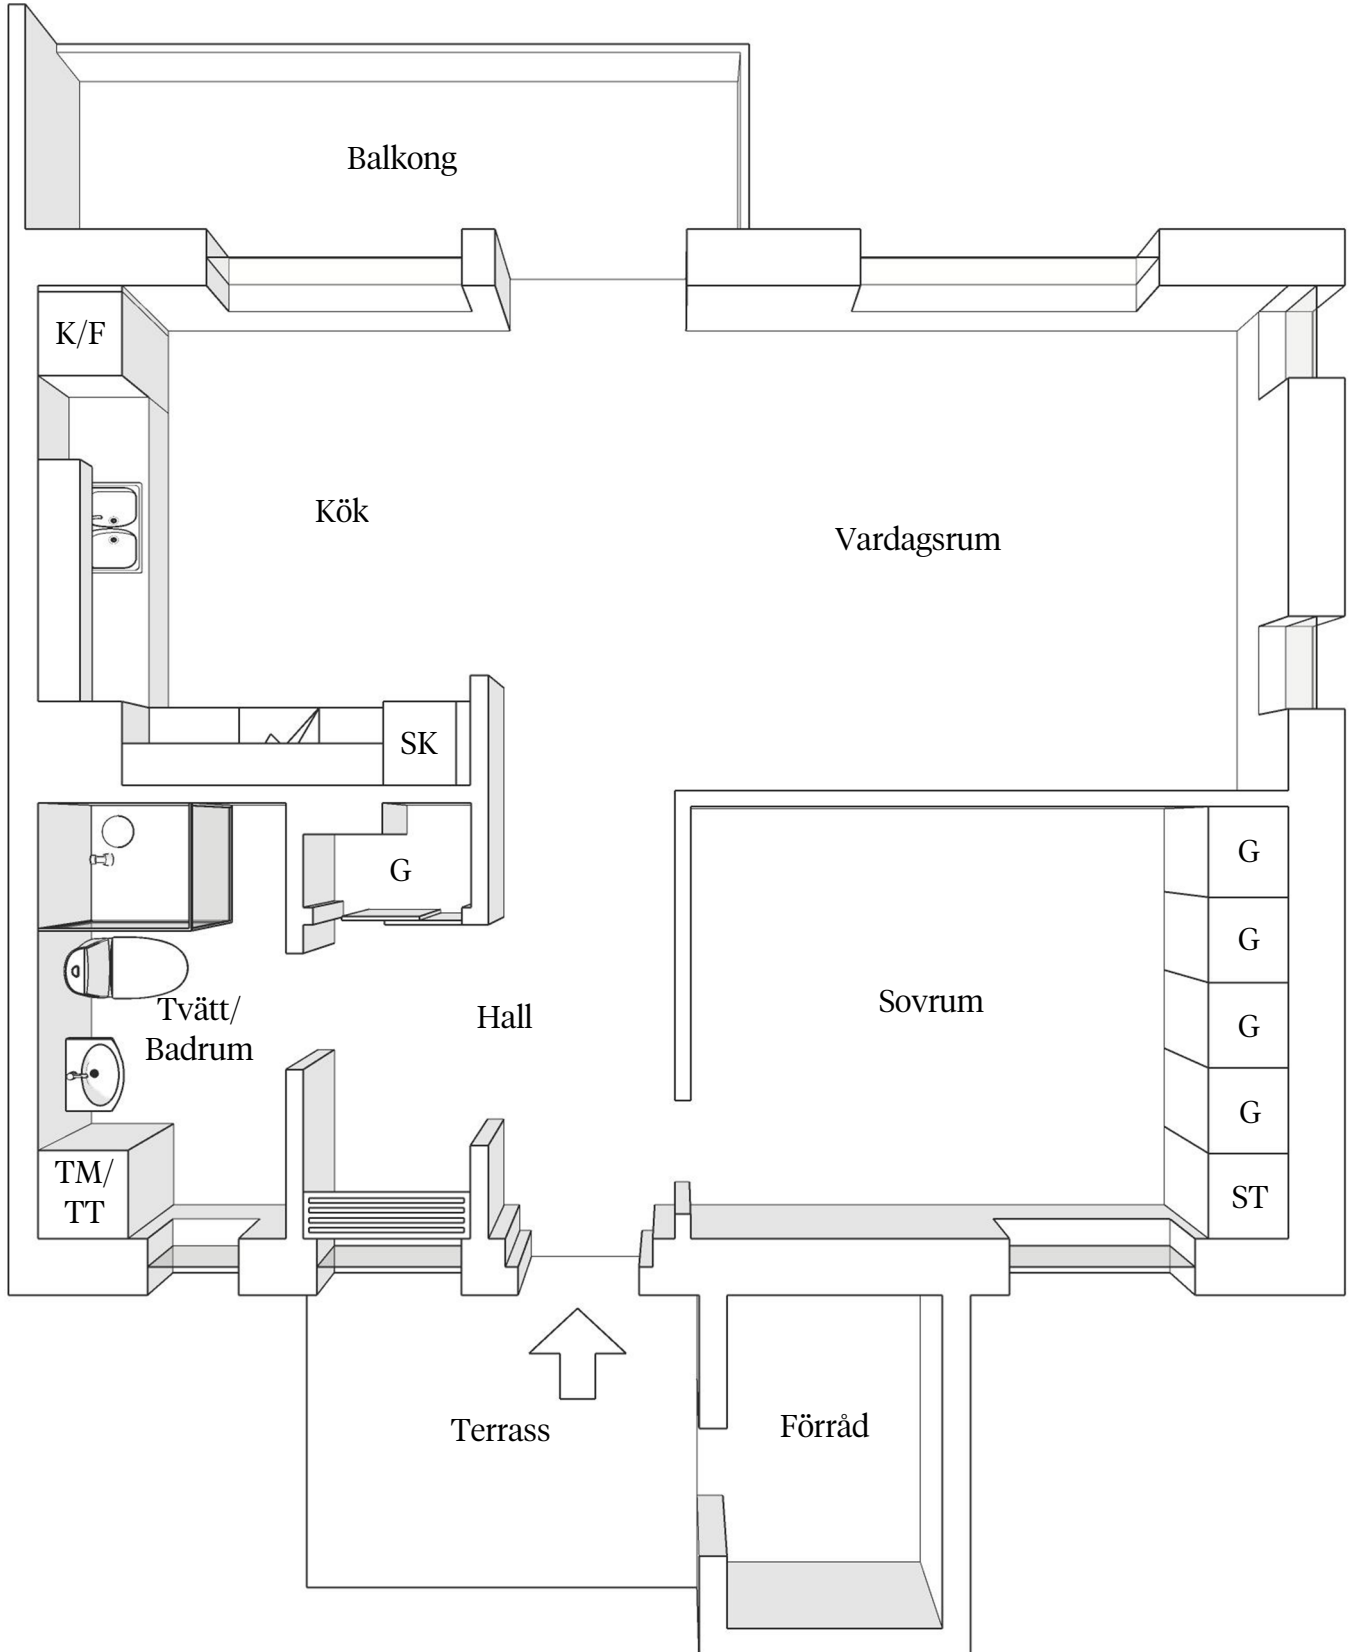 Balkong
K/F
Kök
Vardagsrum
SK
G
G
G
Sovrum
Tvätt/
Badrum
Hall
G
G
TM/
TT
ST
Terrass
Förråd